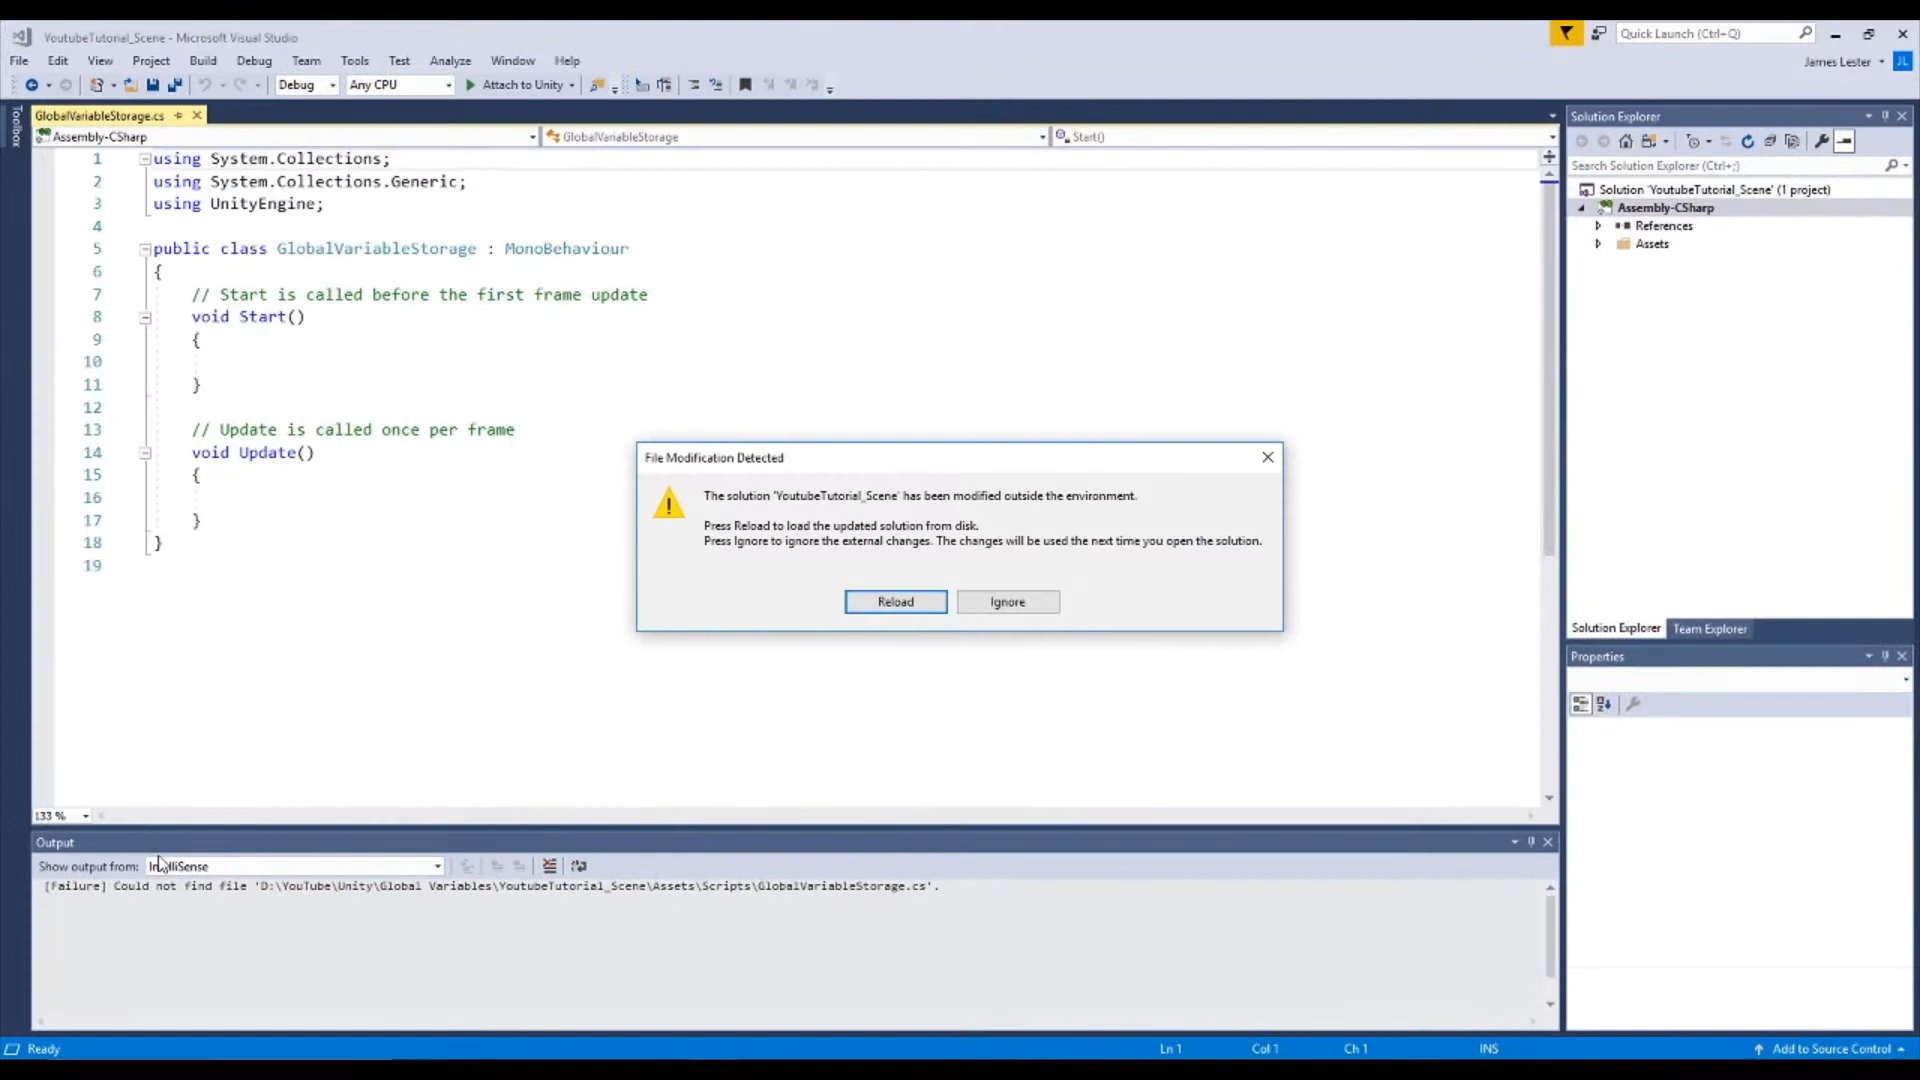 YoutubeTutorial_Scene - Microsoft Visual Studio
Quick Launch (Ctrl+Q)
File Edit View Project Build Debug Team Tools Test Analyze Window Help
James Lester JL
Debug Any CPU Attach to Unity
Toolbox
GlobalVariableStorage.cs
Assembly-CSharp GlobalVariableStorage Start()
1 using System.Collections;
2 using System.Collections.Generic;
3 using UnityEngine;
4
5 public class GlobalVariableStorage : MonoBehaviour
6 {
7 // Start is called before the first frame update
8 void Start()
9 {
10
11 }
12
13 // Update is called once per frame
14 void Update()
15 {
16
17 }
18 }
19
133 %
File Modification Detected
The solution 'YoutubeTutorial_Scene' has been modified outside the environment.
Press Reload to load the updated solution from disk.
Press Ignore to ignore the external changes. The changes will be used the next time you open the solution.
Reload Ignore
Solution Explorer
Search Solution Explorer (Ctrl+;)
Solution 'YoutubeTutorial_Scene' (1 project)
Assembly-CSharp
References
Assets
Solution Explorer Team Explorer
Properties
Output
Show output from: IntelliSense
[Failure] Could not find file 'D:\YouTube\Unity\Global Variables\YoutubeTutorial_Scene\Assets\Scripts\GlobalVariableStorage.cs'.
Ready Ln 1 Col 1 Ch 1 INS Add to Source Control